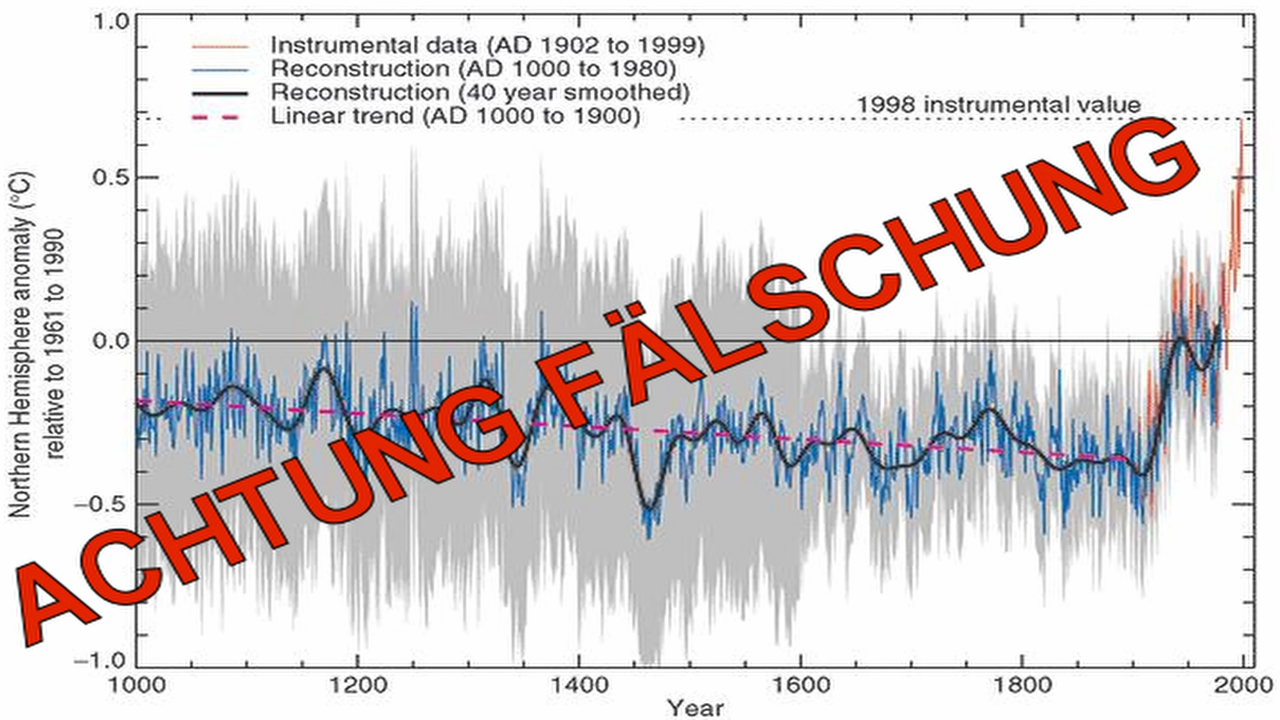 1.0
Instrumental data (AD 1902 to 1999)
Reconstruction (AD 1000 to 1980)
Reconstruction (40 year smoothed)
Linear trend (AD 1000 to 1900)
1998 instrumental value
0.5
0.0
−0.5
−1.0
Northern Hemisphere anomaly (°C)
relative to 1961 to 1990
ACHTUNG FÄLSCHUNG
1000 1200 1400 1600 1800 2000
Year